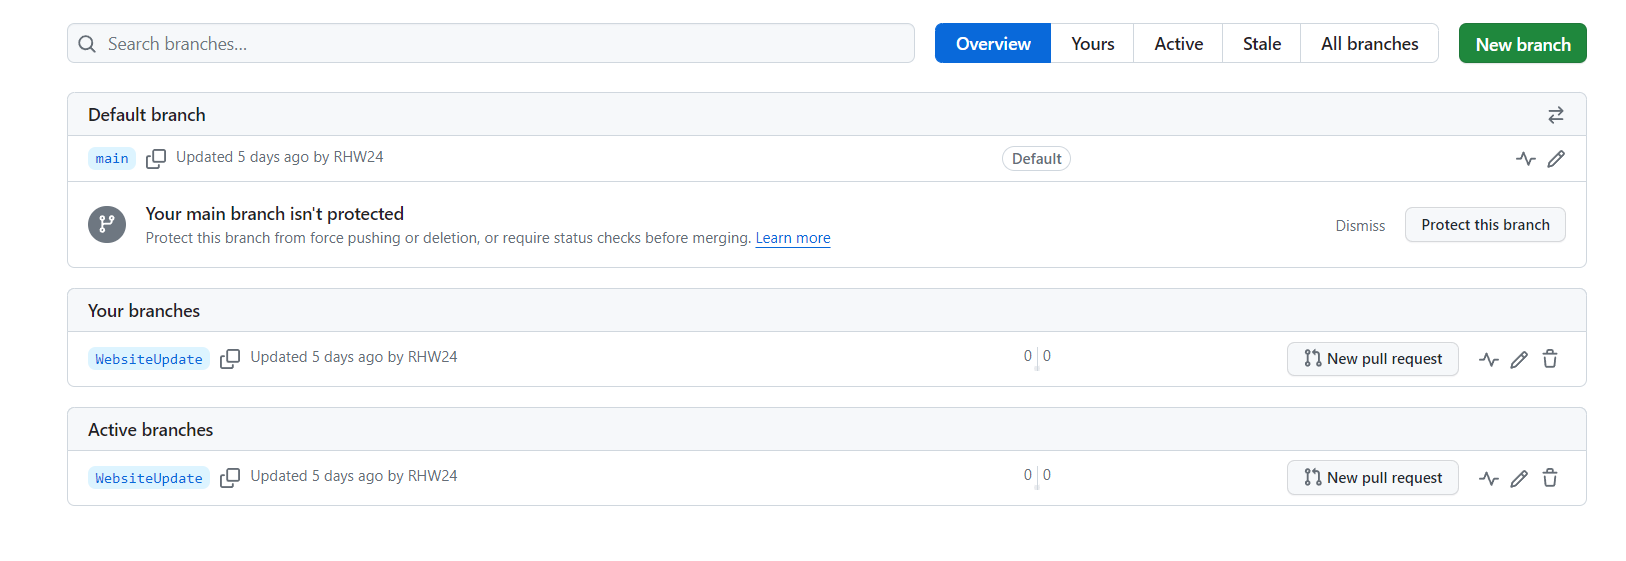 Search branches...
Overview Yours Active Stale All branches New branch
Default branch
main Updated 5 days ago by RHW24 Default
Your main branch isn't protected
Protect this branch from force pushing or deletion, or require status checks before merging. Learn more
Dismiss Protect this branch
Your branches
WebsiteUpdate Updated 5 days ago by RHW24 0 0 New pull request
Active branches
WebsiteUpdate Updated 5 days ago by RHW24 0 0 New pull request